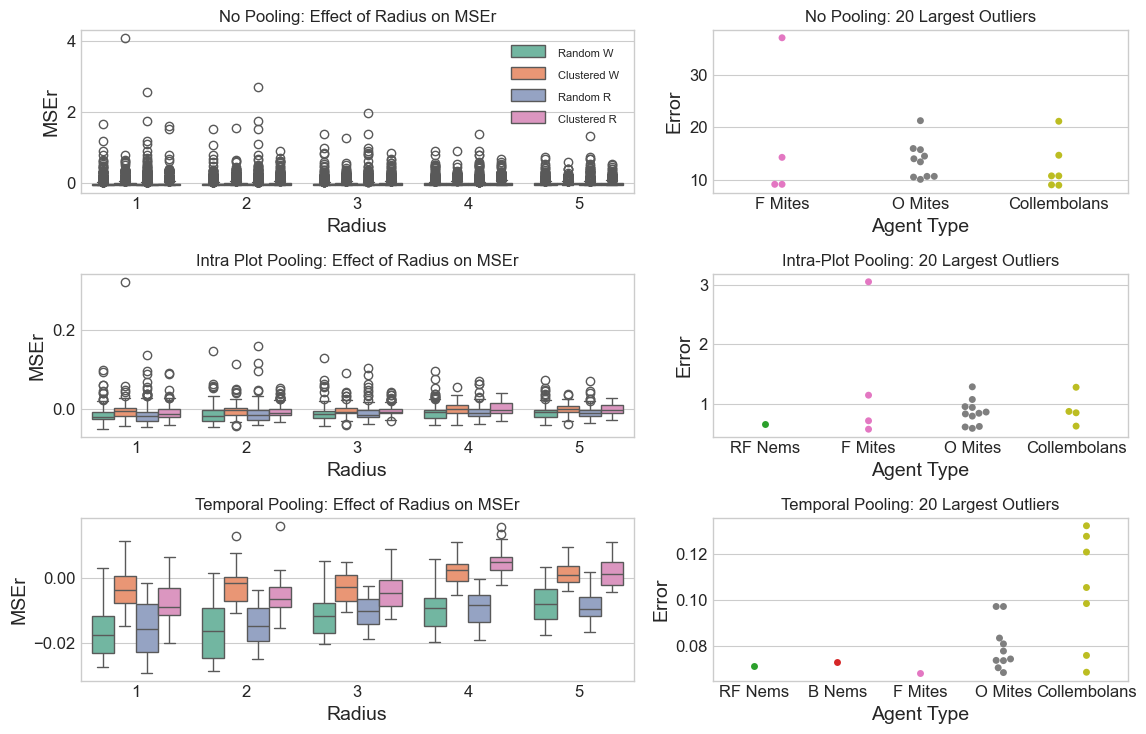 No Pooling: Effect of Radius on MSEr
4
2
0
MSEr
Random W
Clustered W
Random R
Clustered R
1 2 3 4 5
Radius
No Pooling: 20 Largest Outliers
30
20
10
Error
F Mites O Mites Collembolans
Agent Type
Intra Plot Pooling: Effect of Radius on MSEr
0.2
0.0
MSEr
1 2 3 4 5
Radius
Intra-Plot Pooling: 20 Largest Outliers
3
2
1
Error
RF Nems F Mites O Mites Collembolans
Agent Type
Temporal Pooling: Effect of Radius on MSEr
0.00
−0.02
MSEr
1 2 3 4 5
Radius
Temporal Pooling: 20 Largest Outliers
0.12
0.10
0.08
Error
RF Nems B Nems F Mites O Mites Collembolans
Agent Type